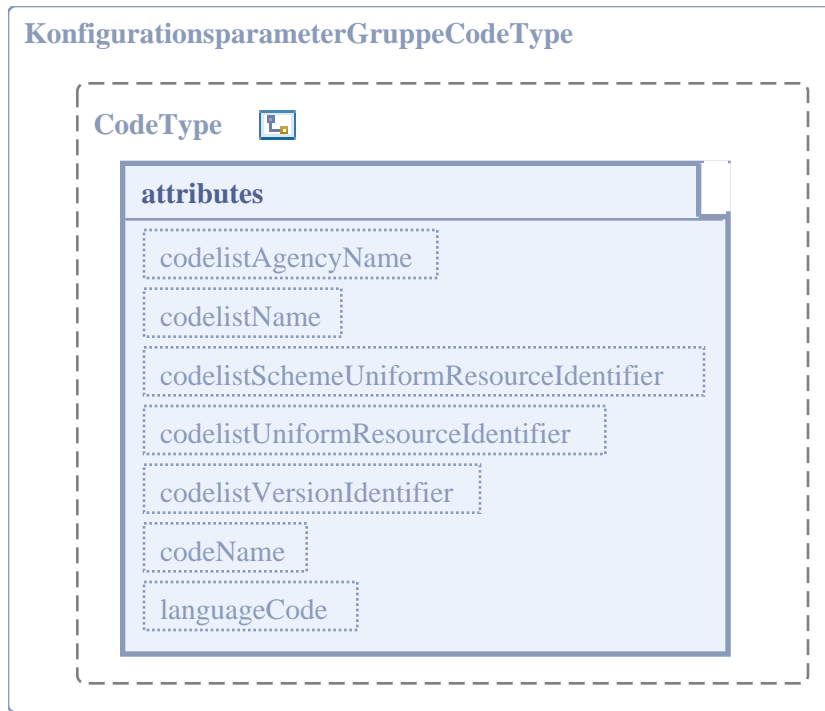 KonfigurationsparameterGruppeCodeType
CodeType
attributes
codelistAgencyName
codelistName
codelistSchemeUniformResourceIdentifier
codelistUniformResourceIdentifier
codelistVersionIdentifier
codeName
languageCode